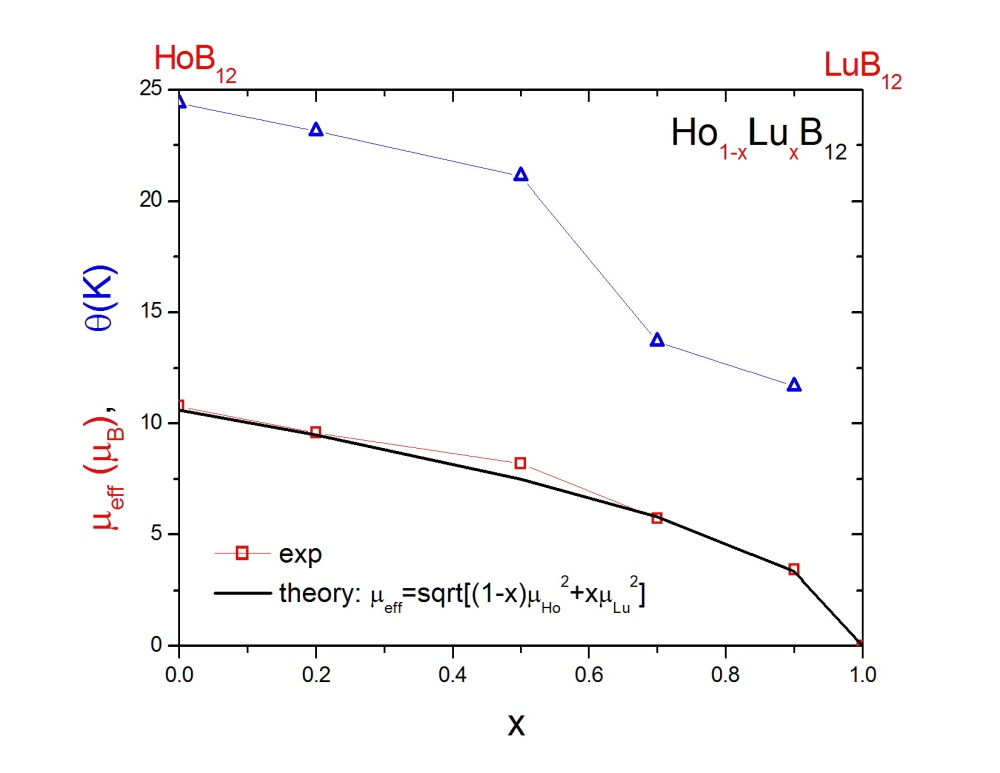 HoB₁₂ LuB₁₂
Ho₁₋ₓLuₓB₁₂
25
20
15
10
5
0
μeff (μB), θ(K)
exp
theory: μeff=sqrt[(1-x)μHo²+xμLu²]
0.0 0.2 0.4 0.6 0.8 1.0
x